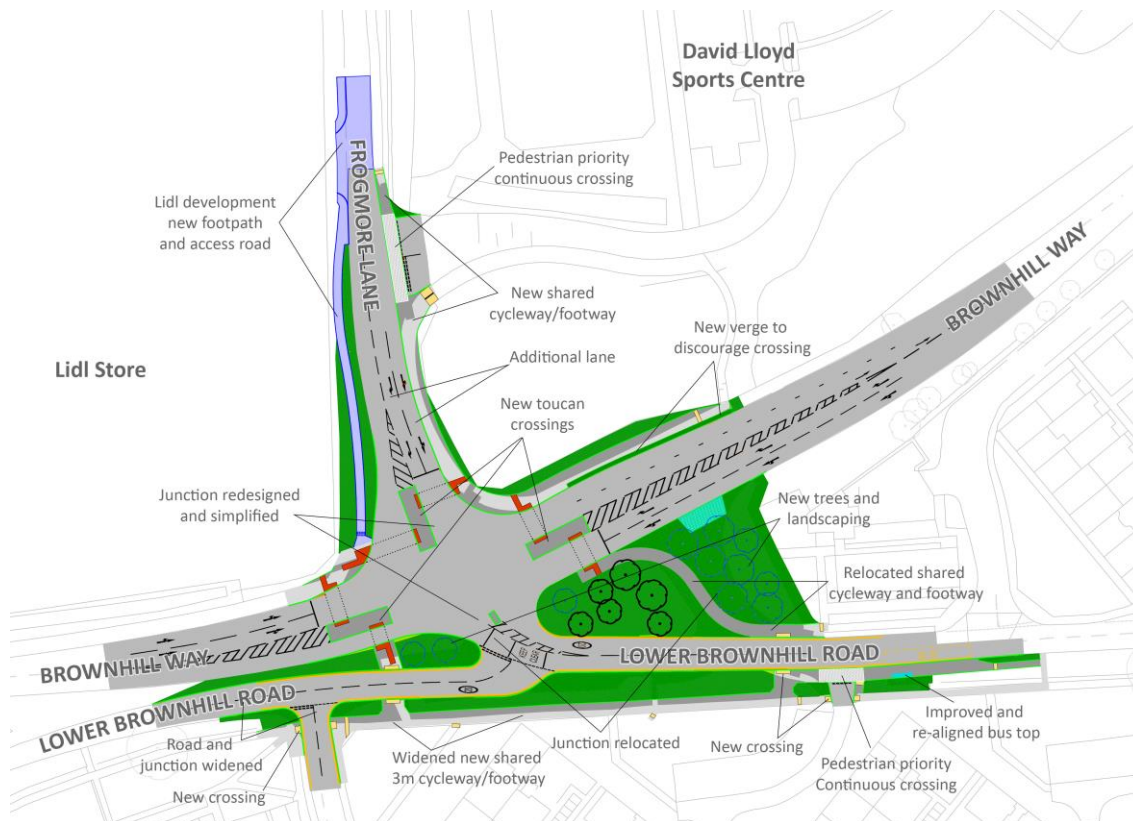 David Lloyd
Sports Centre
FROGMORE LANE
Pedestrian priority
continuous crossing
Lidl development
new footpath
and access road
BROWNHILL WAY
New shared
cycleway/footway
New verge to
discourage crossing
Lidl Store
Additional lane
New toucan
crossings
Junction redesigned
and simplified
New trees and
landscaping
Relocated shared
cycleway and footway
BROWNHILL WAY
LOWER BROWNHILL ROAD
LOWER BROWNHILL ROAD
Road and
junction widened
Widened new shared
3m cycleway/footway
Junction relocated
New crossing
Improved and
re-aligned bus top
Pedestrian priority
Continuous crossing
New crossing